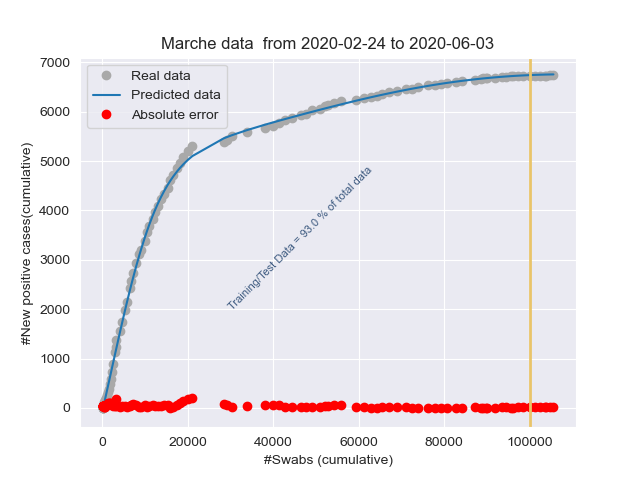 Marche data  from 2020-02-24 to 2020-06-03
Real data
Predicted data
Absolute error
Training/Test Data = 93.0 % of total data
#New positive cases(cumulative)
7000
6000
5000
4000
3000
2000
1000
0
0
20000
40000
60000
80000
100000
#Swabs (cumulative)